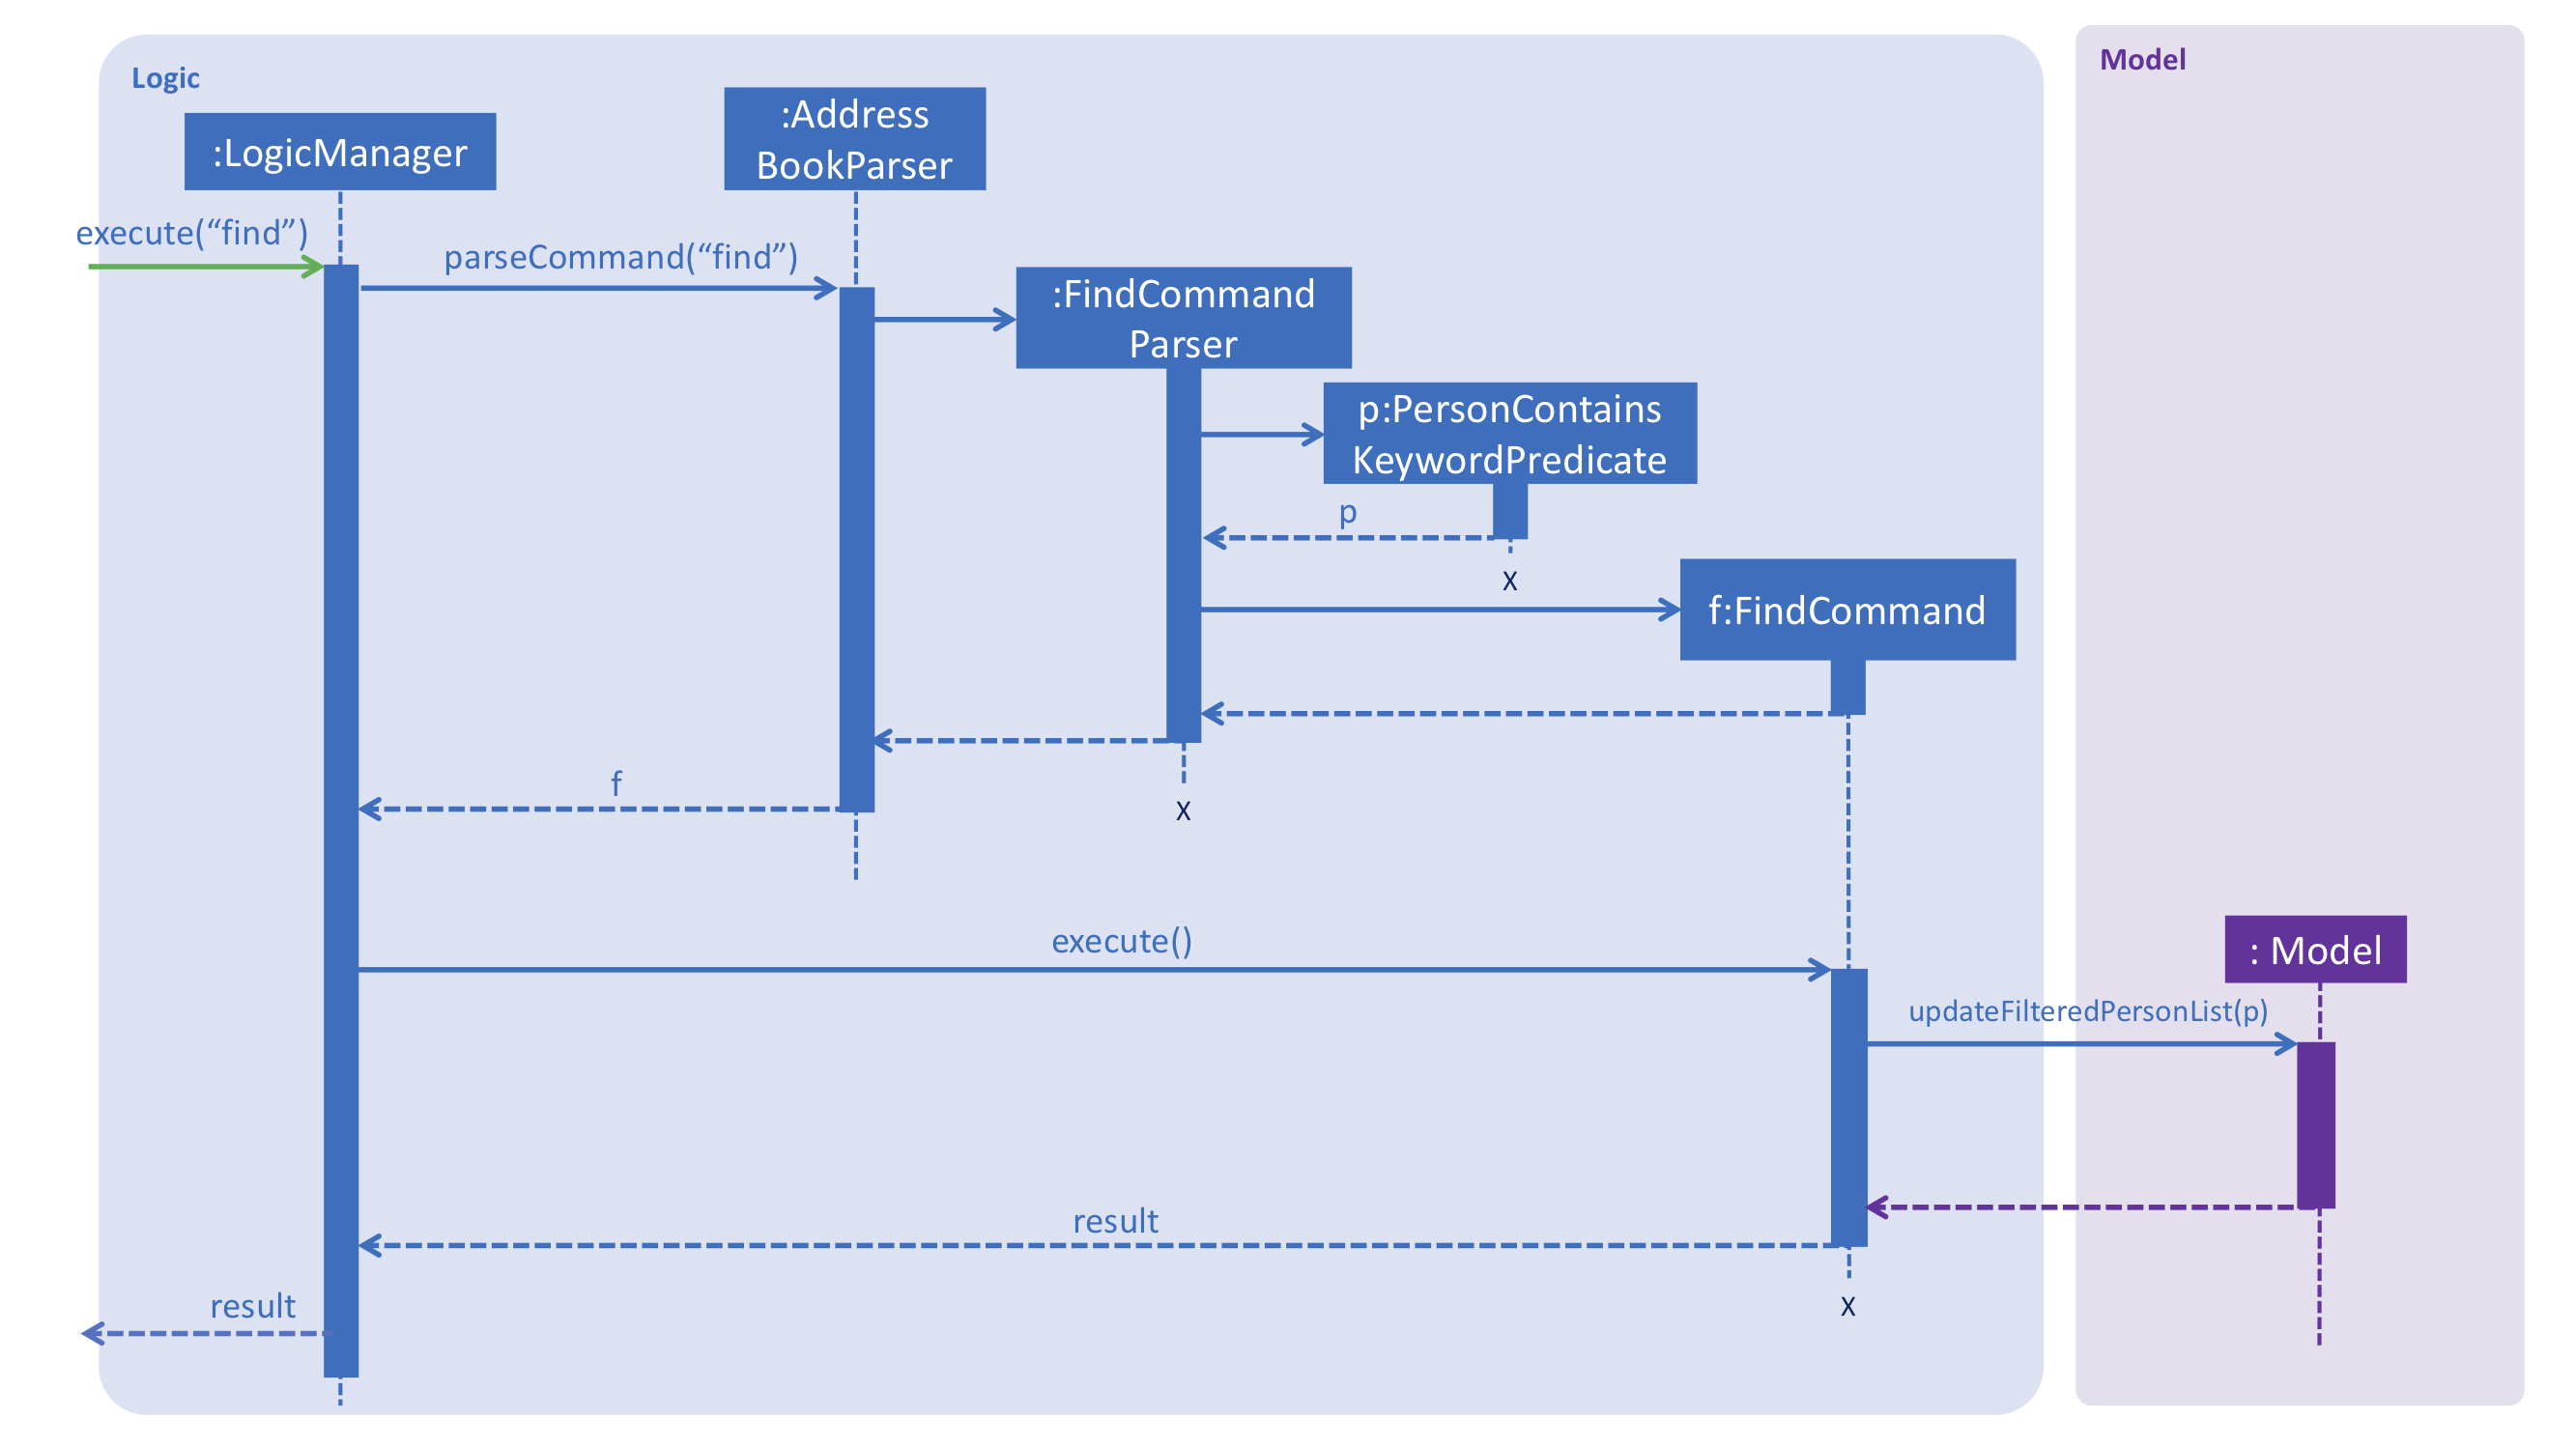 Logic
Model
:LogicManager
:Address
BookParser
execute(“find”)
parseCommand(“find”)
:FindCommand
Parser
p:PersonContains
KeywordPredicate
p
X
f:FindCommand
f
X
execute()
: Model
updateFilteredPersonList(p)
result
result
X